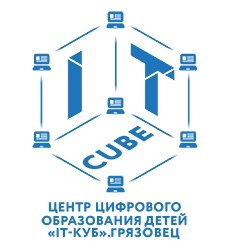 IT
CUBE
ЦЕНТР ЦИФРОВОГО
ОБРАЗОВАНИЯ ДЕТЕЙ
«IT-КУБ».ГРЯЗОВЕЦ